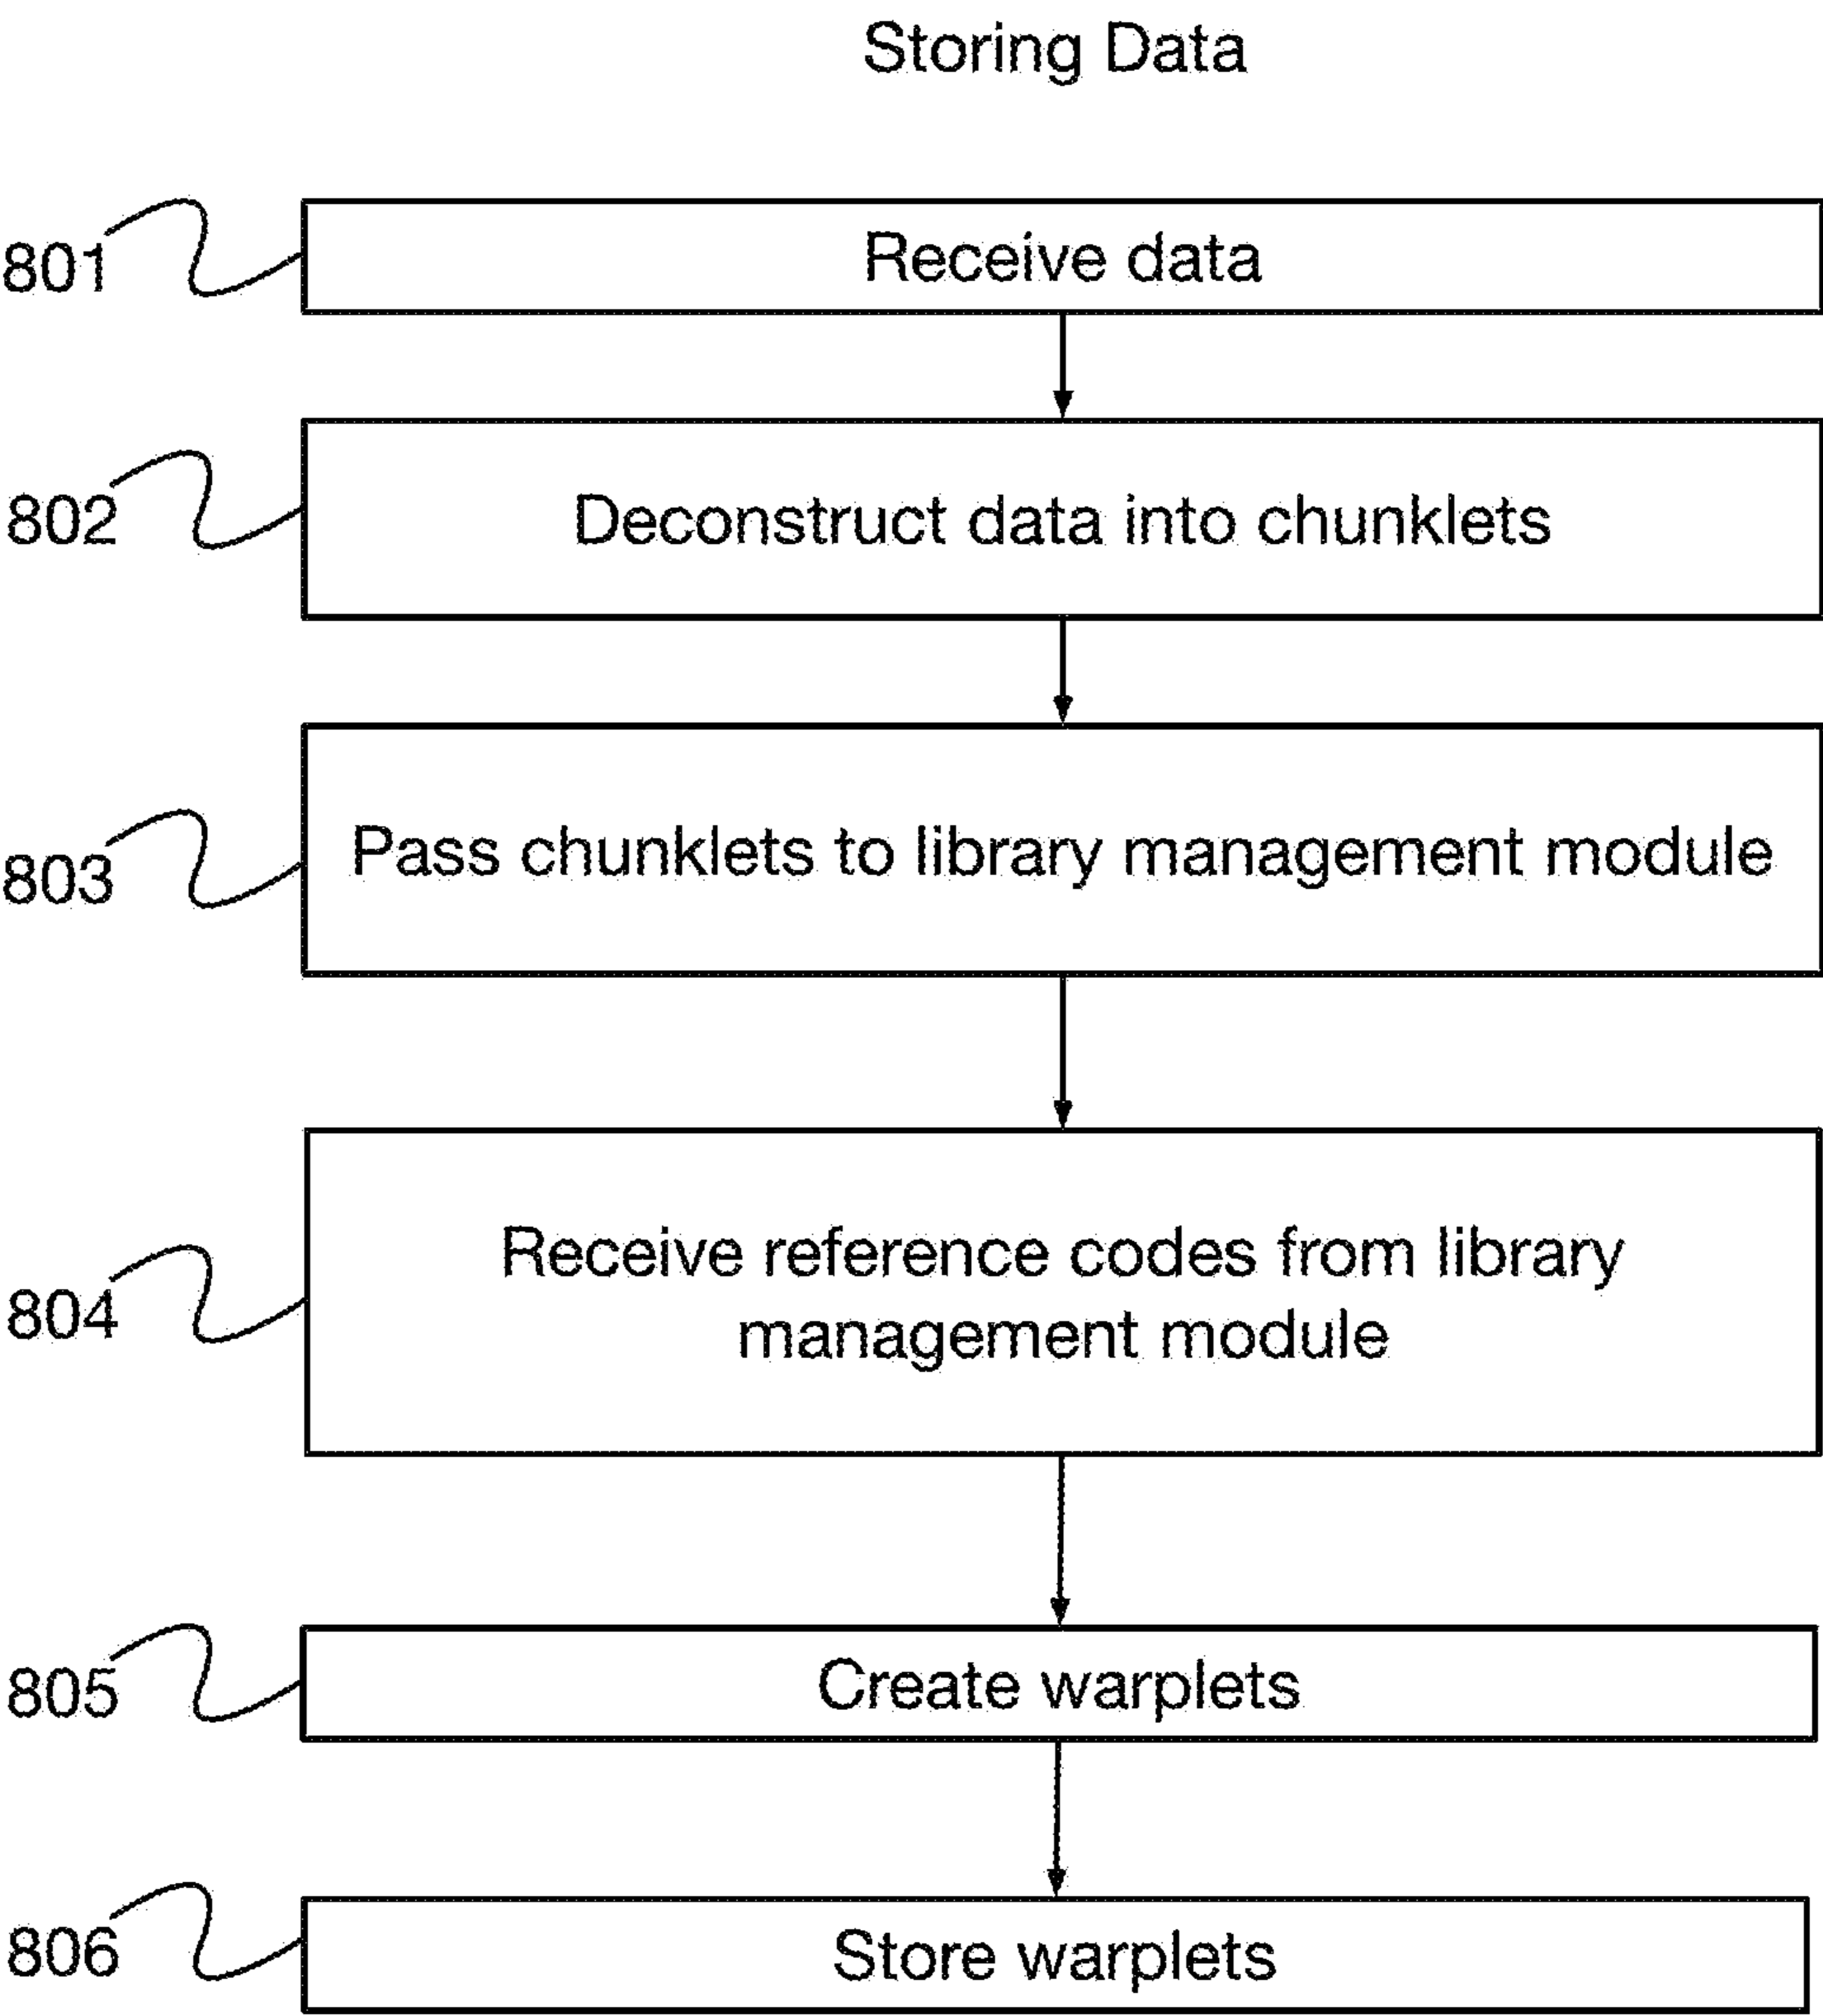 Storing Data
801
Receive data
802
Deconstruct data into chunklets
803
Pass chunklets to library management module
804
Receive reference codes from library
management module
805
Create warplets
806
Store warplets